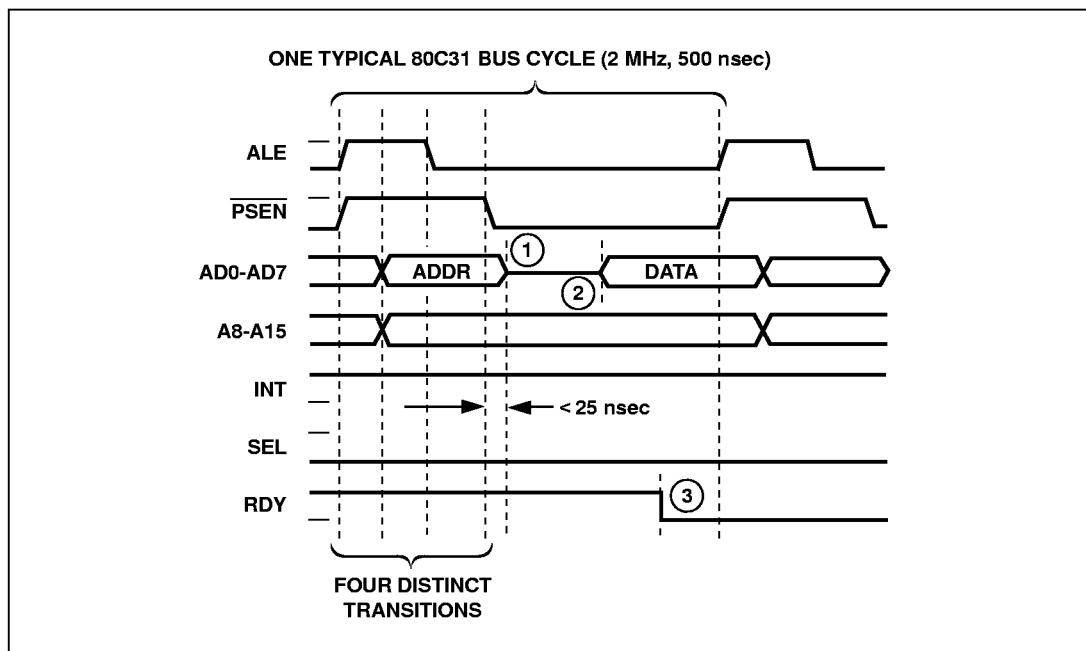 ONE TYPICAL 80C31 BUS CYCLE (2 MHz, 500 nsec)
ALE
PSEN
AD0-AD7
ADDR
1
2
DATA
A8-A15
INT
< 25 nsec
SEL
RDY
3
FOUR DISTINCT
TRANSITIONS